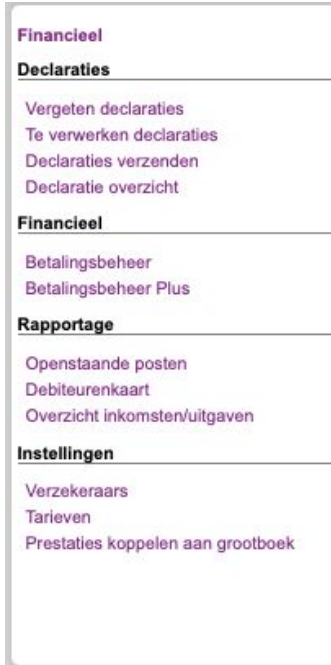 Financieel
Declaraties
Vergeten declaraties
Te verwerken declaraties
Declaraties verzenden
Declaratie overzicht
Financieel
Betalingsbeheer
Betalingsbeheer Plus
Rapportage
Openstaande posten
Debiteurenkaart
Overzicht inkomsten/uitgaven
Instellingen
Verzekeraars
Tarieven
Prestaties koppelen aan grootboek